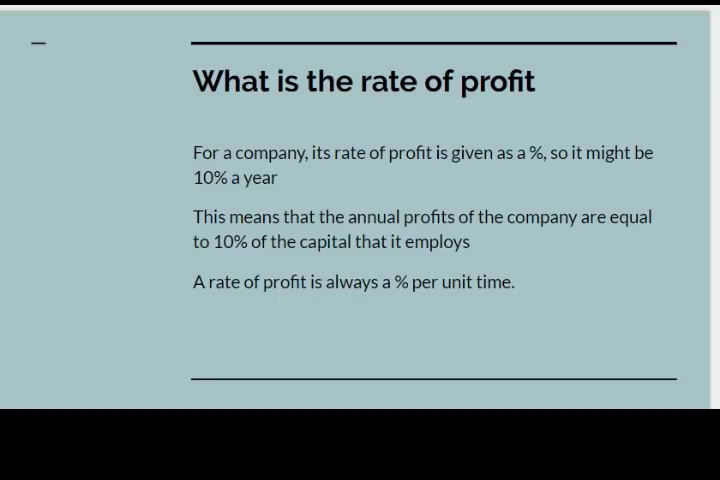 What is the rate of profit
For a company, its rate of profit is given as a %, so it might be
10% a year
This means that the annual profits of the company are equal
to 10% of the capital that it employs
A rate of profit is always a % per unit time.